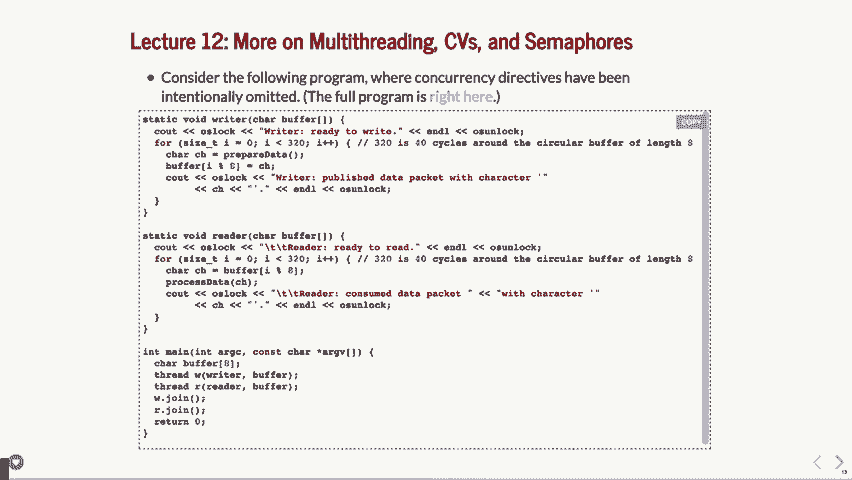 Lecture 12: More on Multithreading, CVs, and Semaphores
• Consider the following program, where concurrency directives have been
intentionally omitted. (The full program is right here.)
static void writer(char buffer[]) {
cout << oslock << "Writer: ready to write." << endl << osunlock;
for (size_t i = 0; i < 320; i++) { // 320 is 40 cycles around the circular buffer of length 8
char ch = prepareData();
buffer[i % 8] = ch;
cout << oslock << "Writer: published data packet with character '"
<< ch << "'." << endl << osunlock;
}
}
static void reader(char buffer[]) {
cout << oslock << "\t\tReader: ready to read." << endl << osunlock;
for (size_t i = 0; i < 320; i++) { // 320 is 40 cycles around the circular buffer of length 8
char ch = buffer[i % 8];
processData(ch);
cout << oslock << "\t\tReader: consumed data packet " << "with character '"
<< ch << "'." << endl << osunlock;
}
}
int main(int argc, const char *argv[]) {
char buffer[8];
thread w(writer, buffer);
thread r(reader, buffer);
w.join();
r.join();
return 0;
}
13